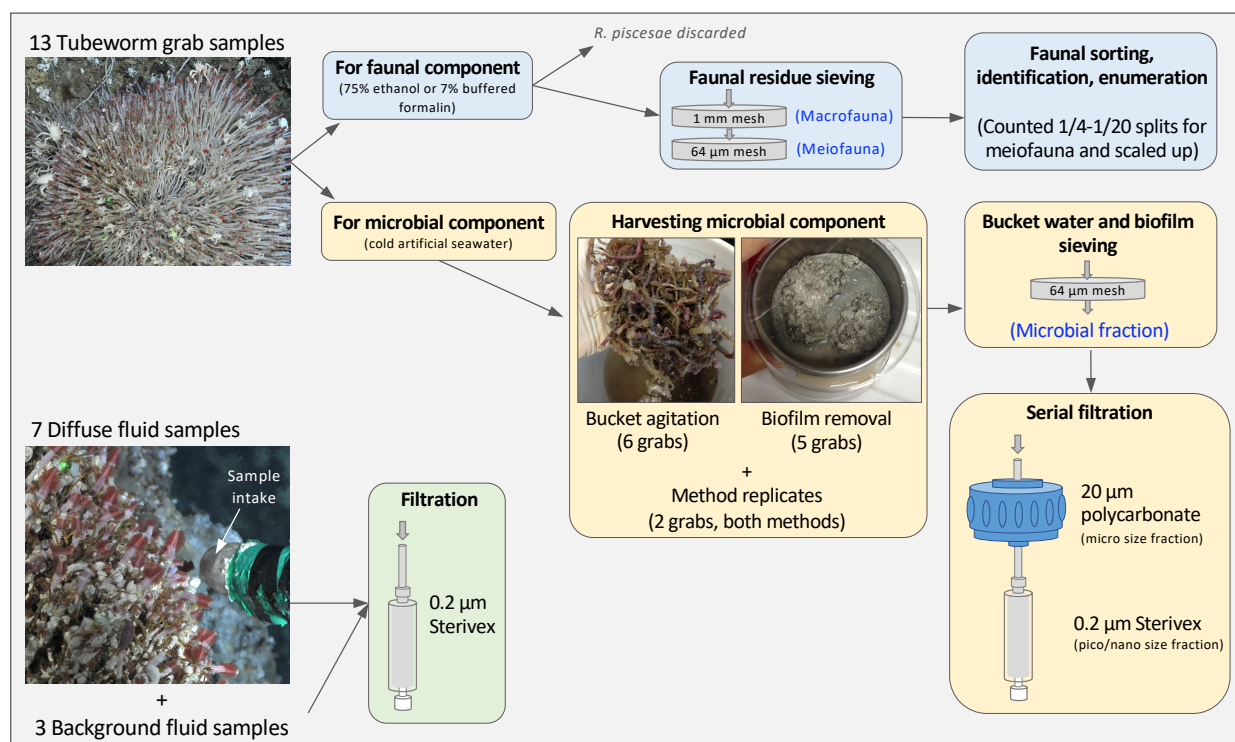 13 Tubeworm grab samples
For faunal component
(75% ethanol or 7% buffered
formalin)
R. piscesae discarded
Faunal residue sieving
1 mm mesh
(Macrofauna)
64 µm mesh
(Meiofauna)
Faunal sorting,
identification, enumeration
(Counted 1/4-1/20 splits for
meiofauna and scaled up)
For microbial component
(cold artificial seawater)
Harvesting microbial component
Bucket agitation
(6 grabs)
Biofilm removal
(5 grabs)
+
Method replicates
(2 grabs, both methods)
Bucket water and biofilm
sieving
64 µm mesh
(Microbial fraction)
Serial filtration
20 µm
polycarbonate
(micro size fraction)
0.2 µm Sterivex
(pico/nano size fraction)
7 Diffuse fluid samples
Sample
intake
+
3 Background fluid samples
Filtration
0.2 µm
Sterivex